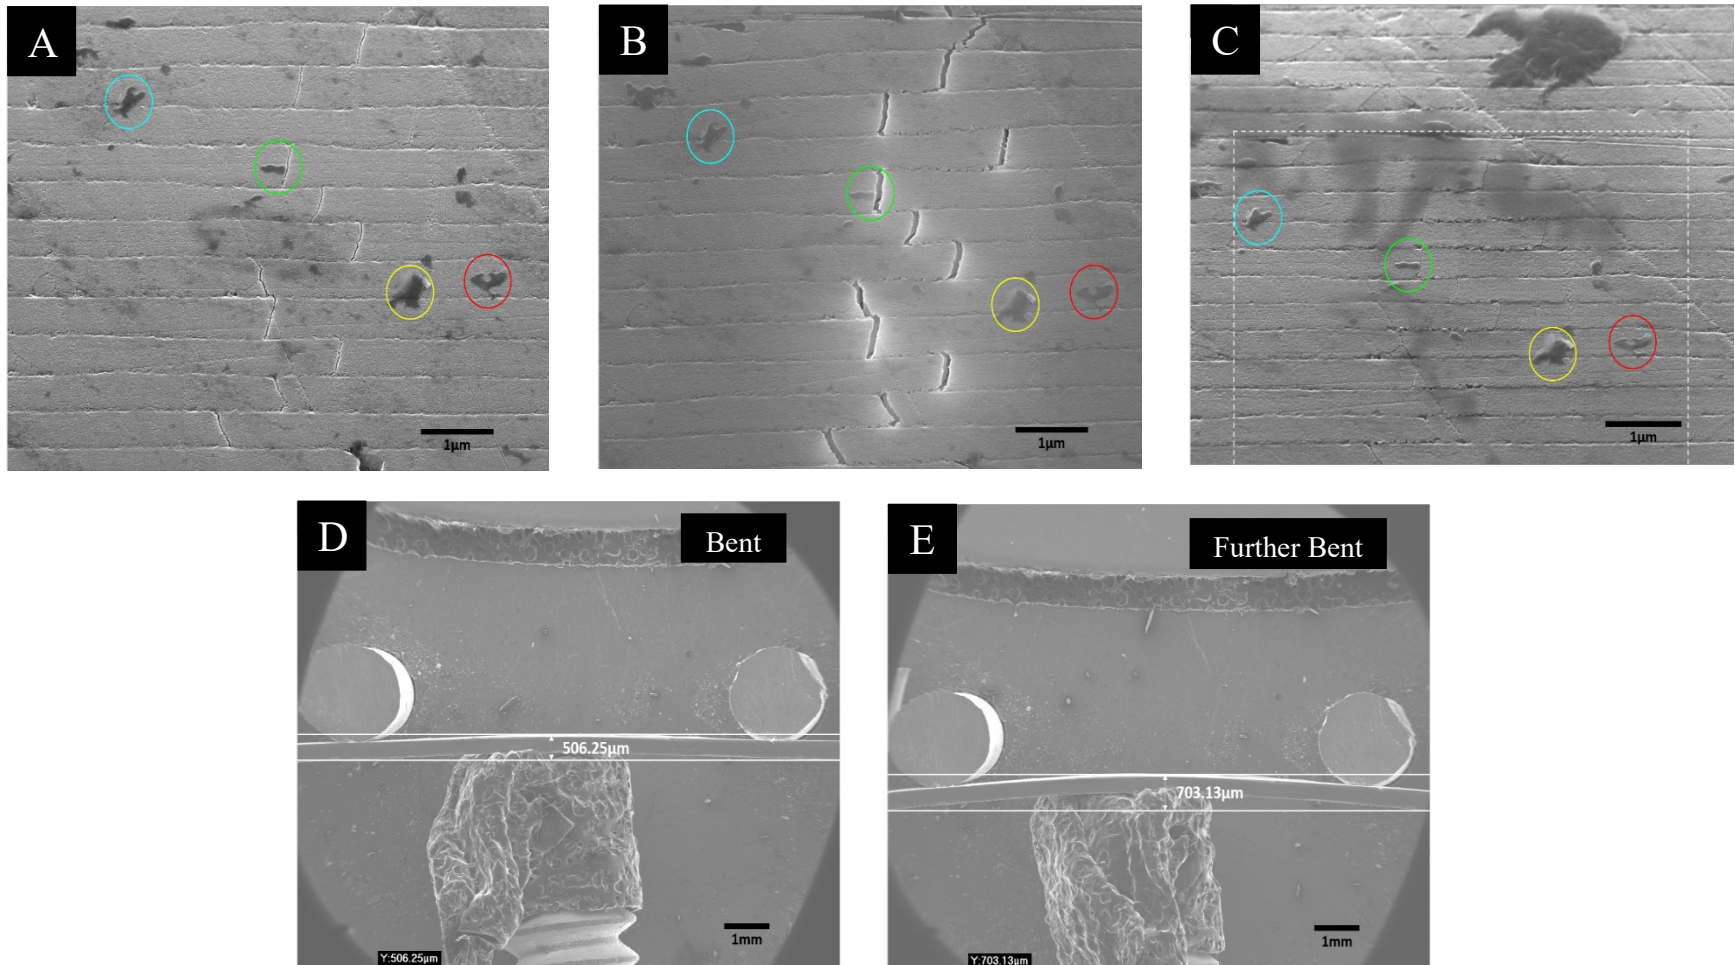 A
B
C
1μm
1μm
1μm
D
Bent
E
Further Bent
506.25μm
703.13μm
1mm
1mm
Y:506.25μm
Y:703.13μm